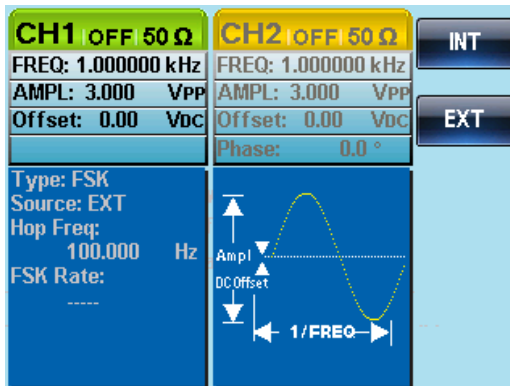 CH1 OFF 50 Ω
FREQ: 1.000000 kHz
AMPL: 3.000 VPP
Offset: 0.00 VDC
CH2 OFF 50 Ω
FREQ: 1.000000 kHz
AMPL: 3.000 VPP
Offset: 0.00 VDC
Phase: 0.0 °
INT
EXT
Type: FSK
Source: EXT
Hop Freq:
100.000 Hz
FSK Rate:
-----
Ampl
DC Offset
1/FREQ